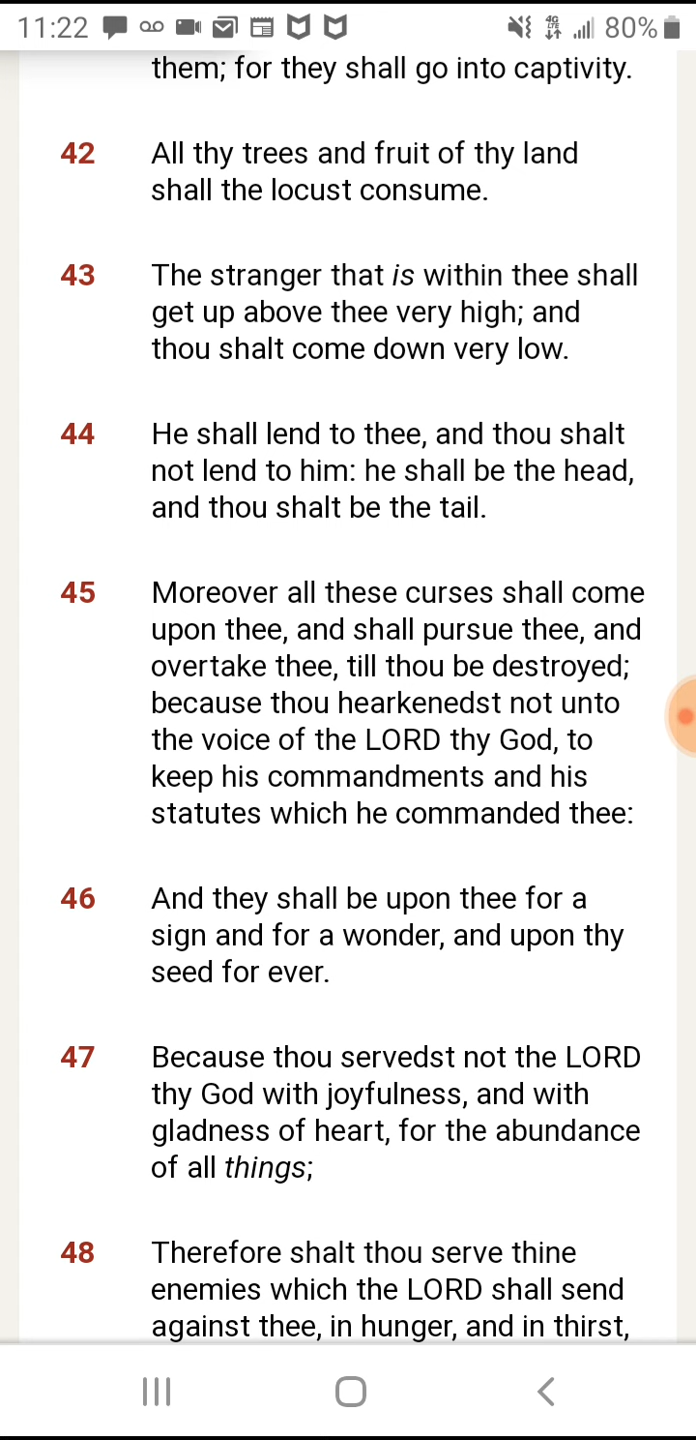 11:22 80%
them; for they shall go into captivity.
42 All thy trees and fruit of thy land
shall the locust consume.
43 The stranger that is within thee shall
get up above thee very high; and
thou shalt come down very low.
44 He shall lend to thee, and thou shalt
not lend to him: he shall be the head,
and thou shalt be the tail.
45 Moreover all these curses shall come
upon thee, and shall pursue thee, and
overtake thee, till thou be destroyed;
because thou hearkenedst not unto
the voice of the LORD thy God, to
keep his commandments and his
statutes which he commanded thee:
46 And they shall be upon thee for a
sign and for a wonder, and upon thy
seed for ever.
47 Because thou servedst not the LORD
thy God with joyfulness, and with
gladness of heart, for the abundance
of all things;
48 Therefore shalt thou serve thine
enemies which the LORD shall send
against thee, in hunger, and in thirst,